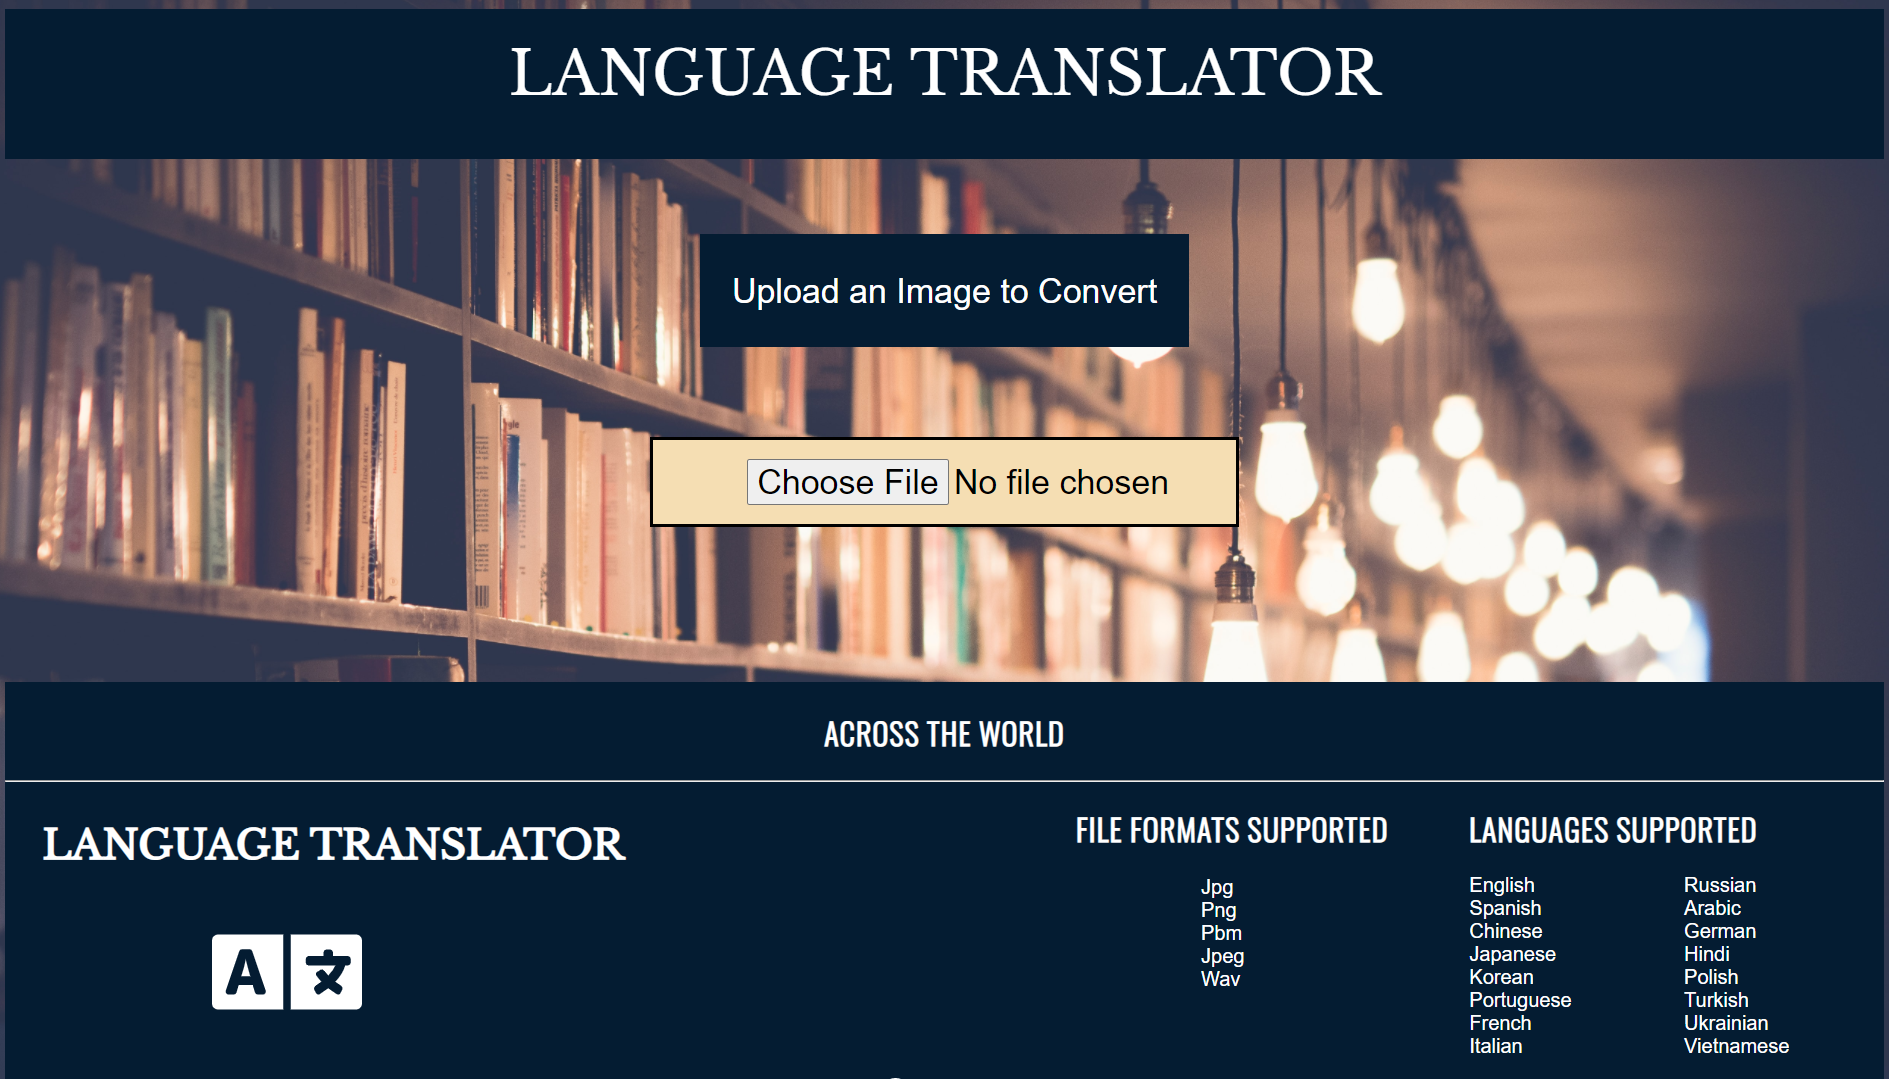 LANGUAGE TRANSLATOR
Upload an Image to Convert
Choose File No file chosen
ACROSS THE WORLD
LANGUAGE TRANSLATOR
A 文
FILE FORMATS SUPPORTED
Jpg
Png
Pbm
Jpeg
Wav
LANGUAGES SUPPORTED
English
Spanish
Chinese
Japanese
Korean
Portuguese
French
Italian
Russian
Arabic
German
Hindi
Polish
Turkish
Ukrainian
Vietnamese